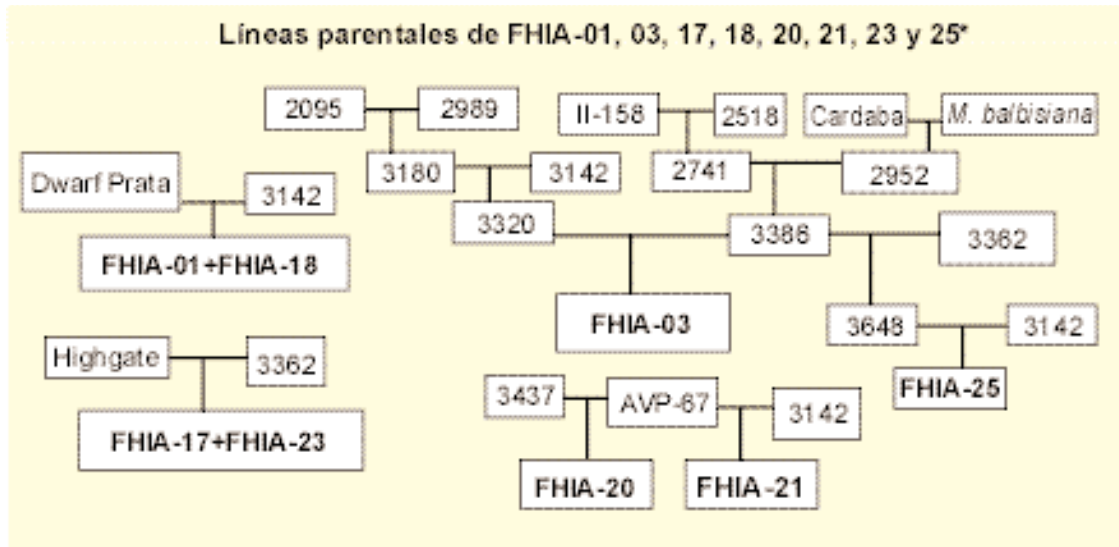 Líneas parentales de FHIA-01, 03, 17, 18, 20, 21, 23 y 25*
2095
2989
II-158
2518
Cardaba
M. balbisiana
3180
3142
2741
2952
Dwarf Prata
3142
3320
3386
3362
FHIA-01+FHIA-18
FHIA-03
3648
3142
Highgate
3362
FHIA-25
3437
AVP-67
3142
FHIA-17+FHIA-23
FHIA-20
FHIA-21